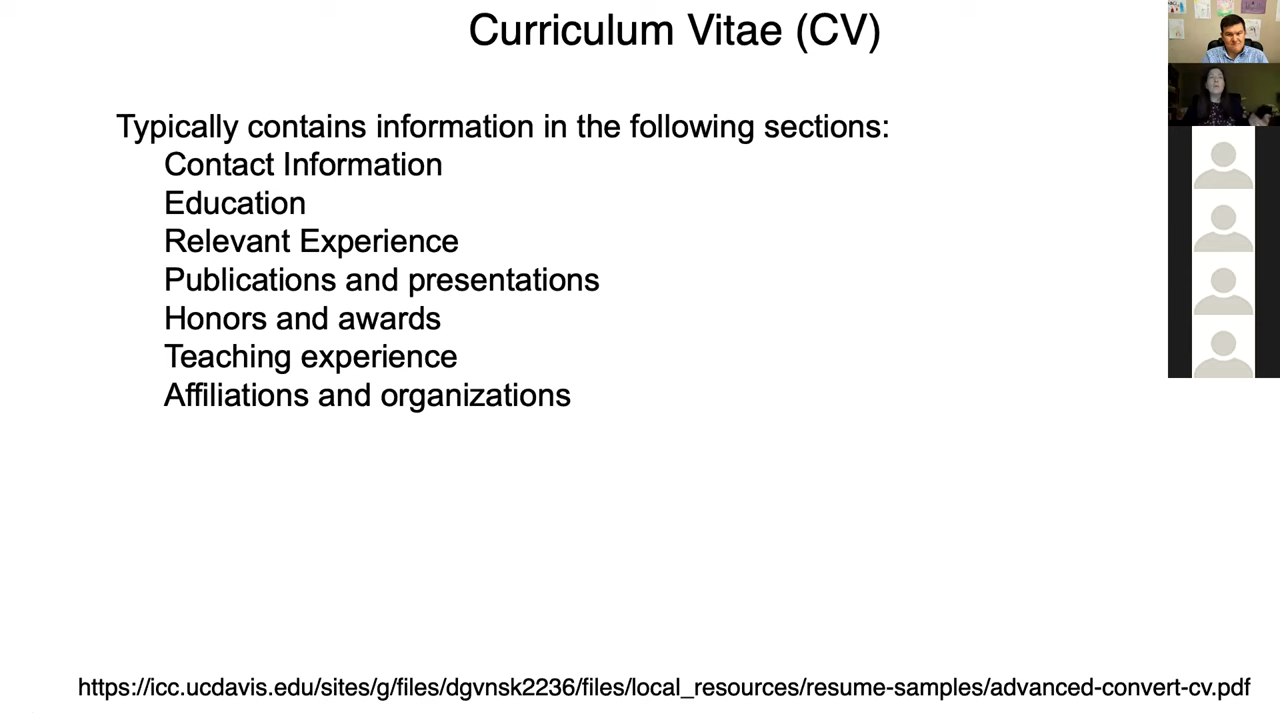 Curriculum Vitae (CV)
Typically contains information in the following sections:
Contact Information
Education
Relevant Experience
Publications and presentations
Honors and awards
Teaching experience
Affiliations and organizations
https://icc.ucdavis.edu/sites/g/files/dgvnsk2236/files/local_resources/resume-samples/advanced-convert-cv.pdf